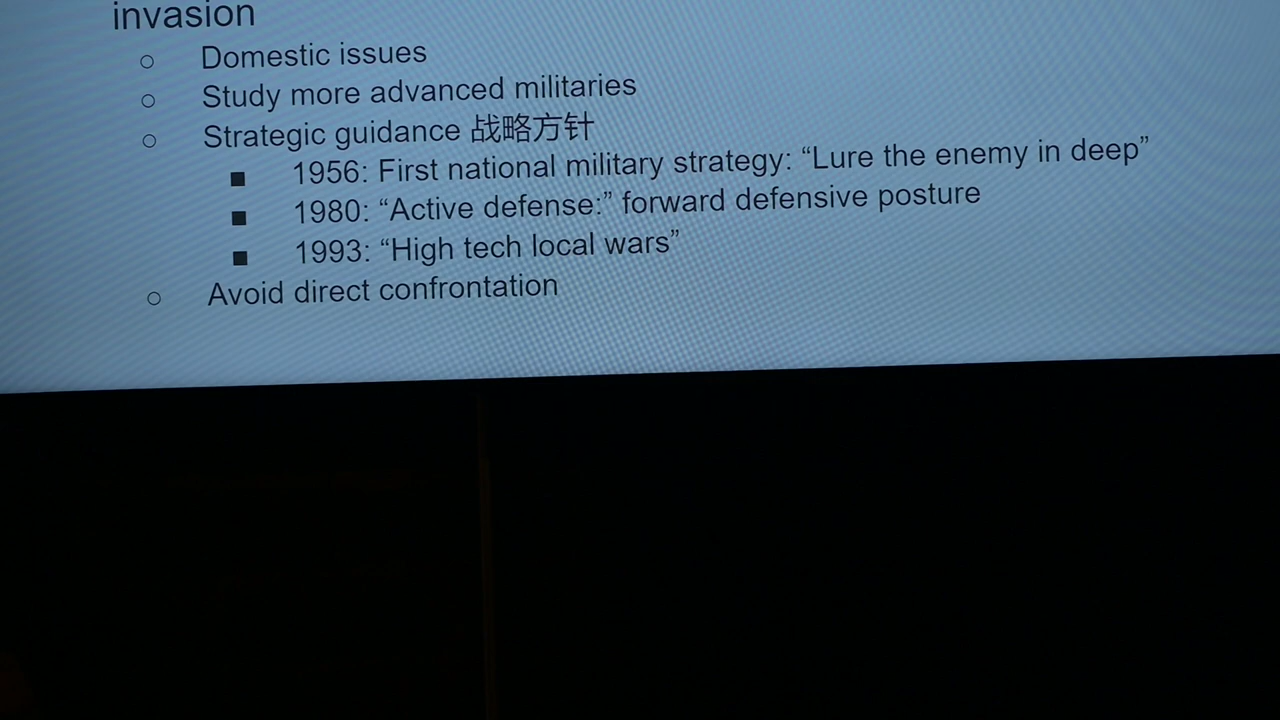 invasion
○ Domestic issues
○ Study more advanced militaries
○ Strategic guidance 战略方针
■ 1956: First national military strategy: “Lure the enemy in deep”
■ 1980: “Active defense:” forward defensive posture
■ 1993: “High tech local wars”
○ Avoid direct confrontation